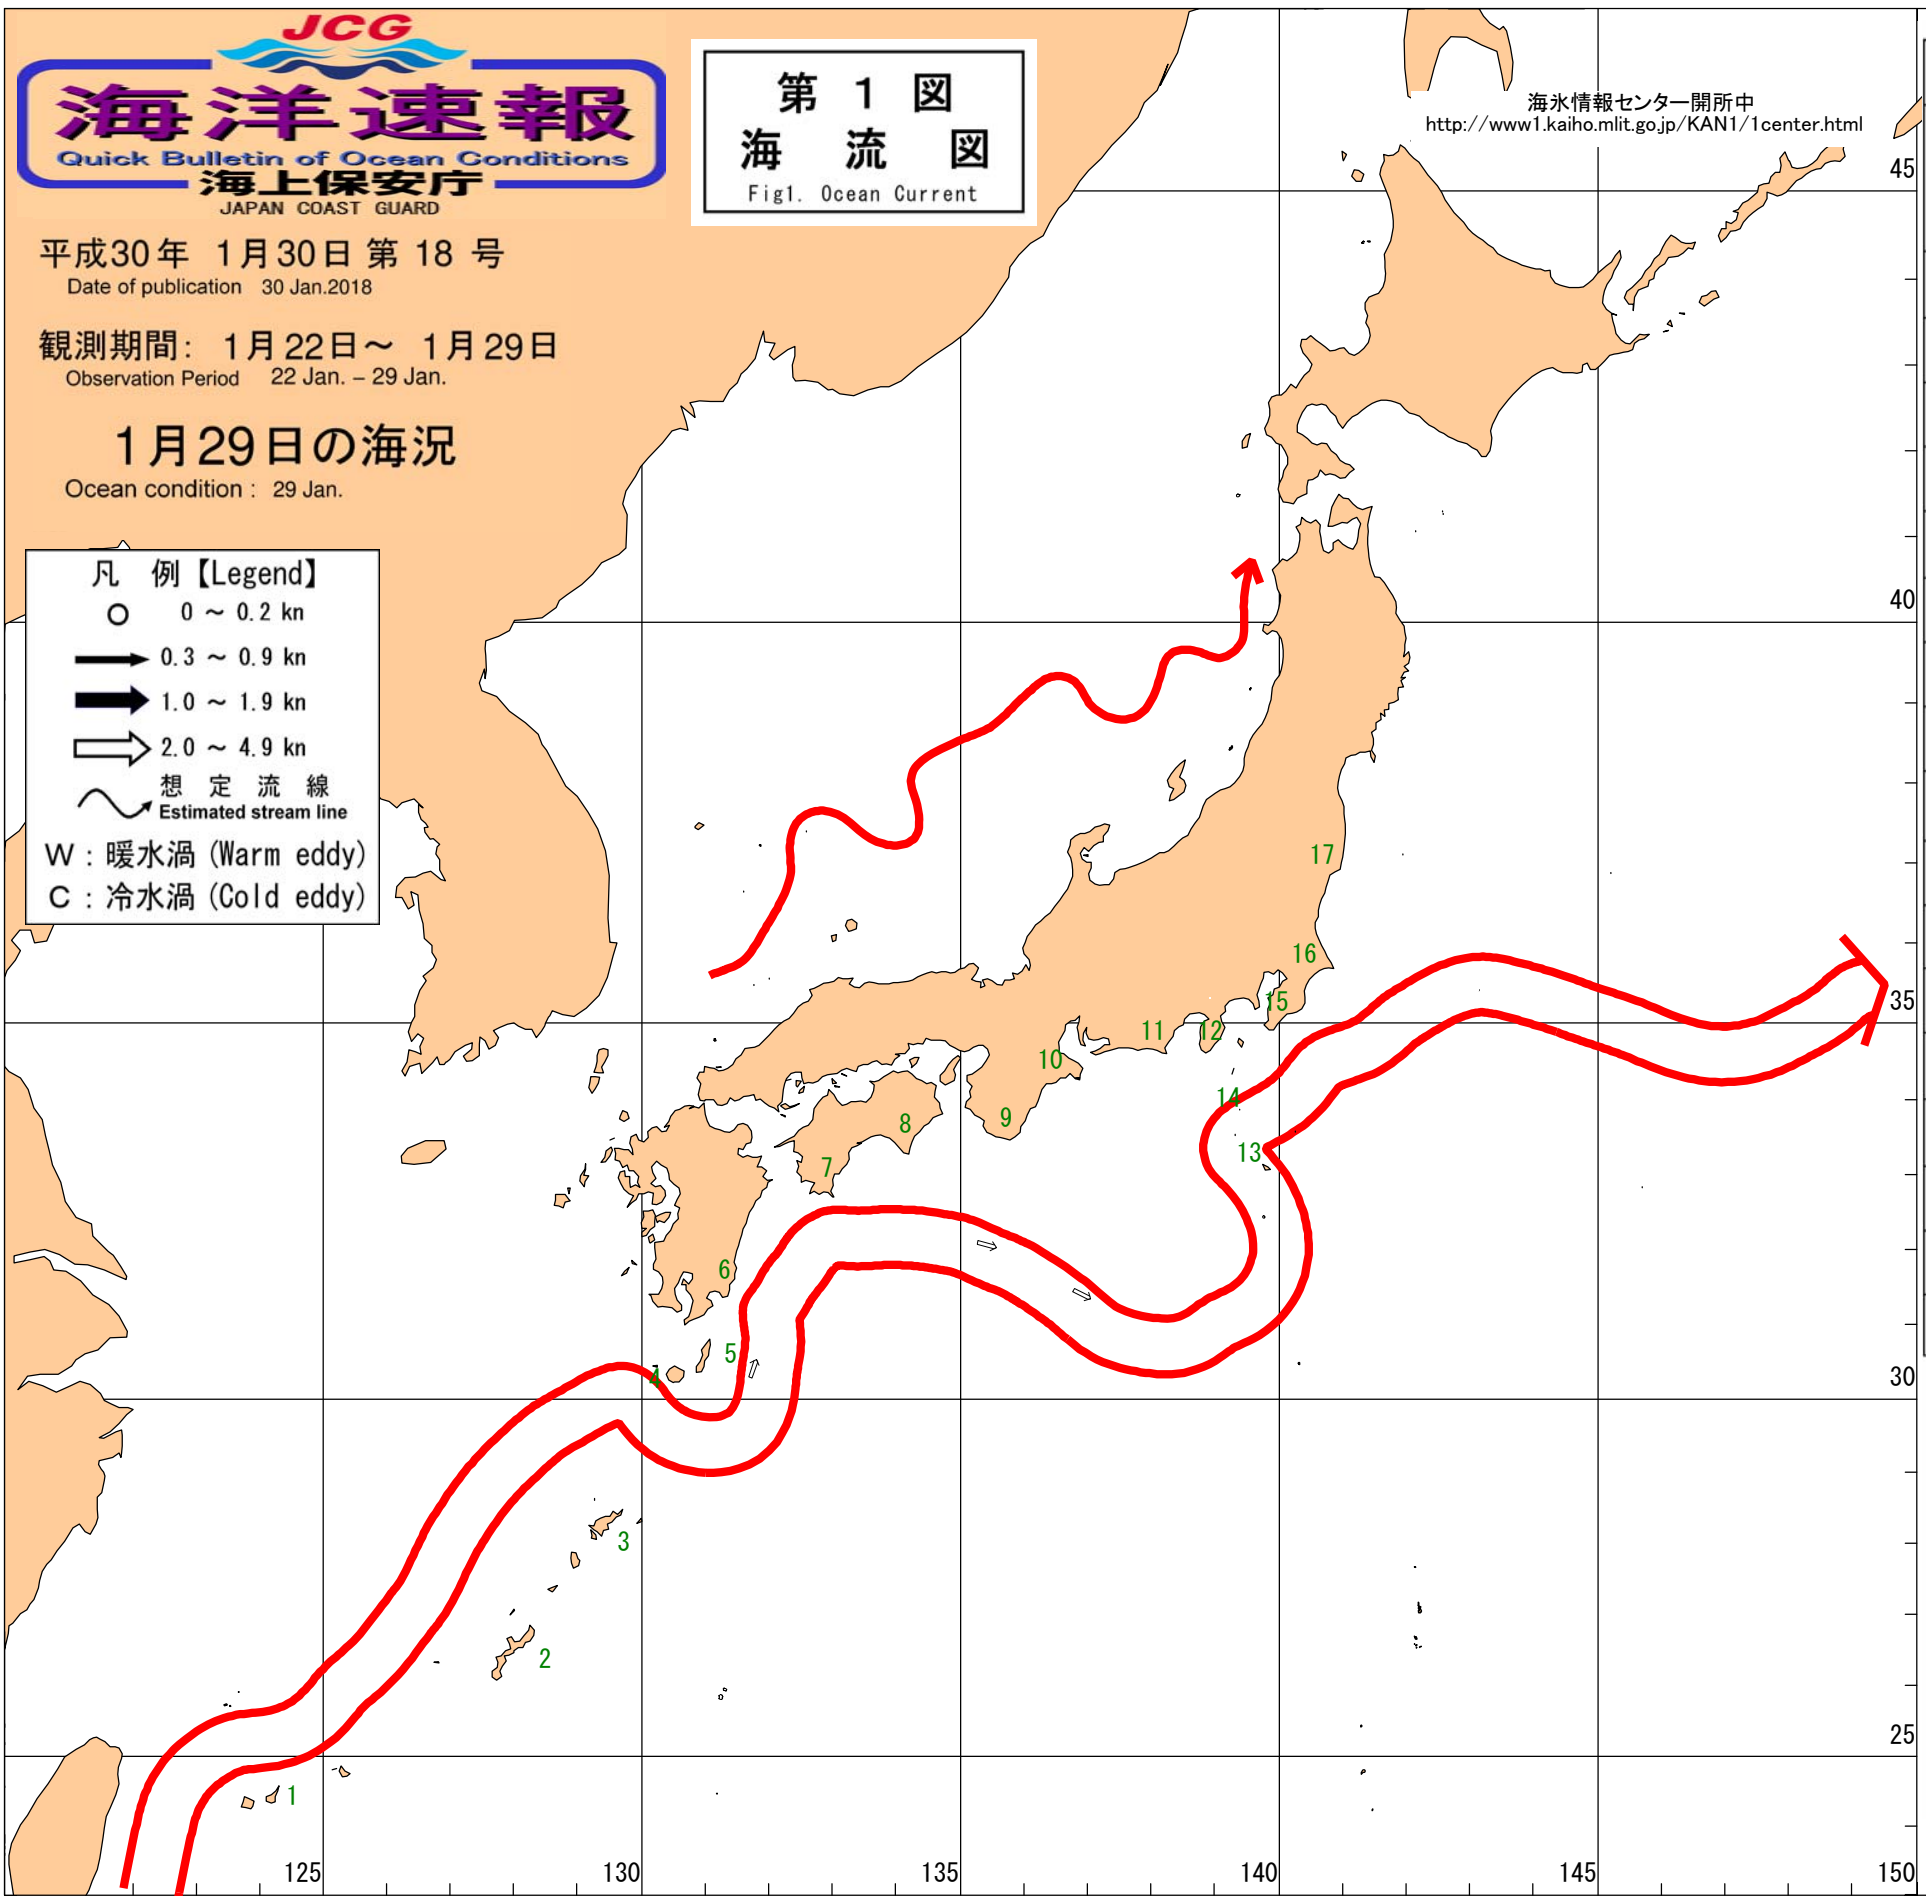 JCG
海洋速報
Quick Bulletin of Ocean Conditions
海上保安庁
JAPAN COAST GUARD
第 1 図
海 流 図
Fig1. Ocean Current
海氷情報センター開所中
http://www1.kaiho.mlit.go.jp/KAN1/1center.html
平成30年 1月30日 第 18 号
Date of publication 30 Jan.2018
観測期間: 1月22日～ 1月29日
Observation Period 22 Jan. – 29 Jan.
1月29日の海況
Ocean condition : 29 Jan.
凡 例【Legend】
0 ～ 0.2 kn
0.3 ～ 0.9 kn
1.0 ～ 1.9 kn
2.0 ～ 4.9 kn
想 定 流 線
Estimated stream line
W : 暖水渦 (Warm eddy)
C : 冷水渦 (Cold eddy)
45
40
17
16
35
15
11
12
10
14
9
8
13
7
6
5
30
3
2
25
1
125
130
135
140
145
150